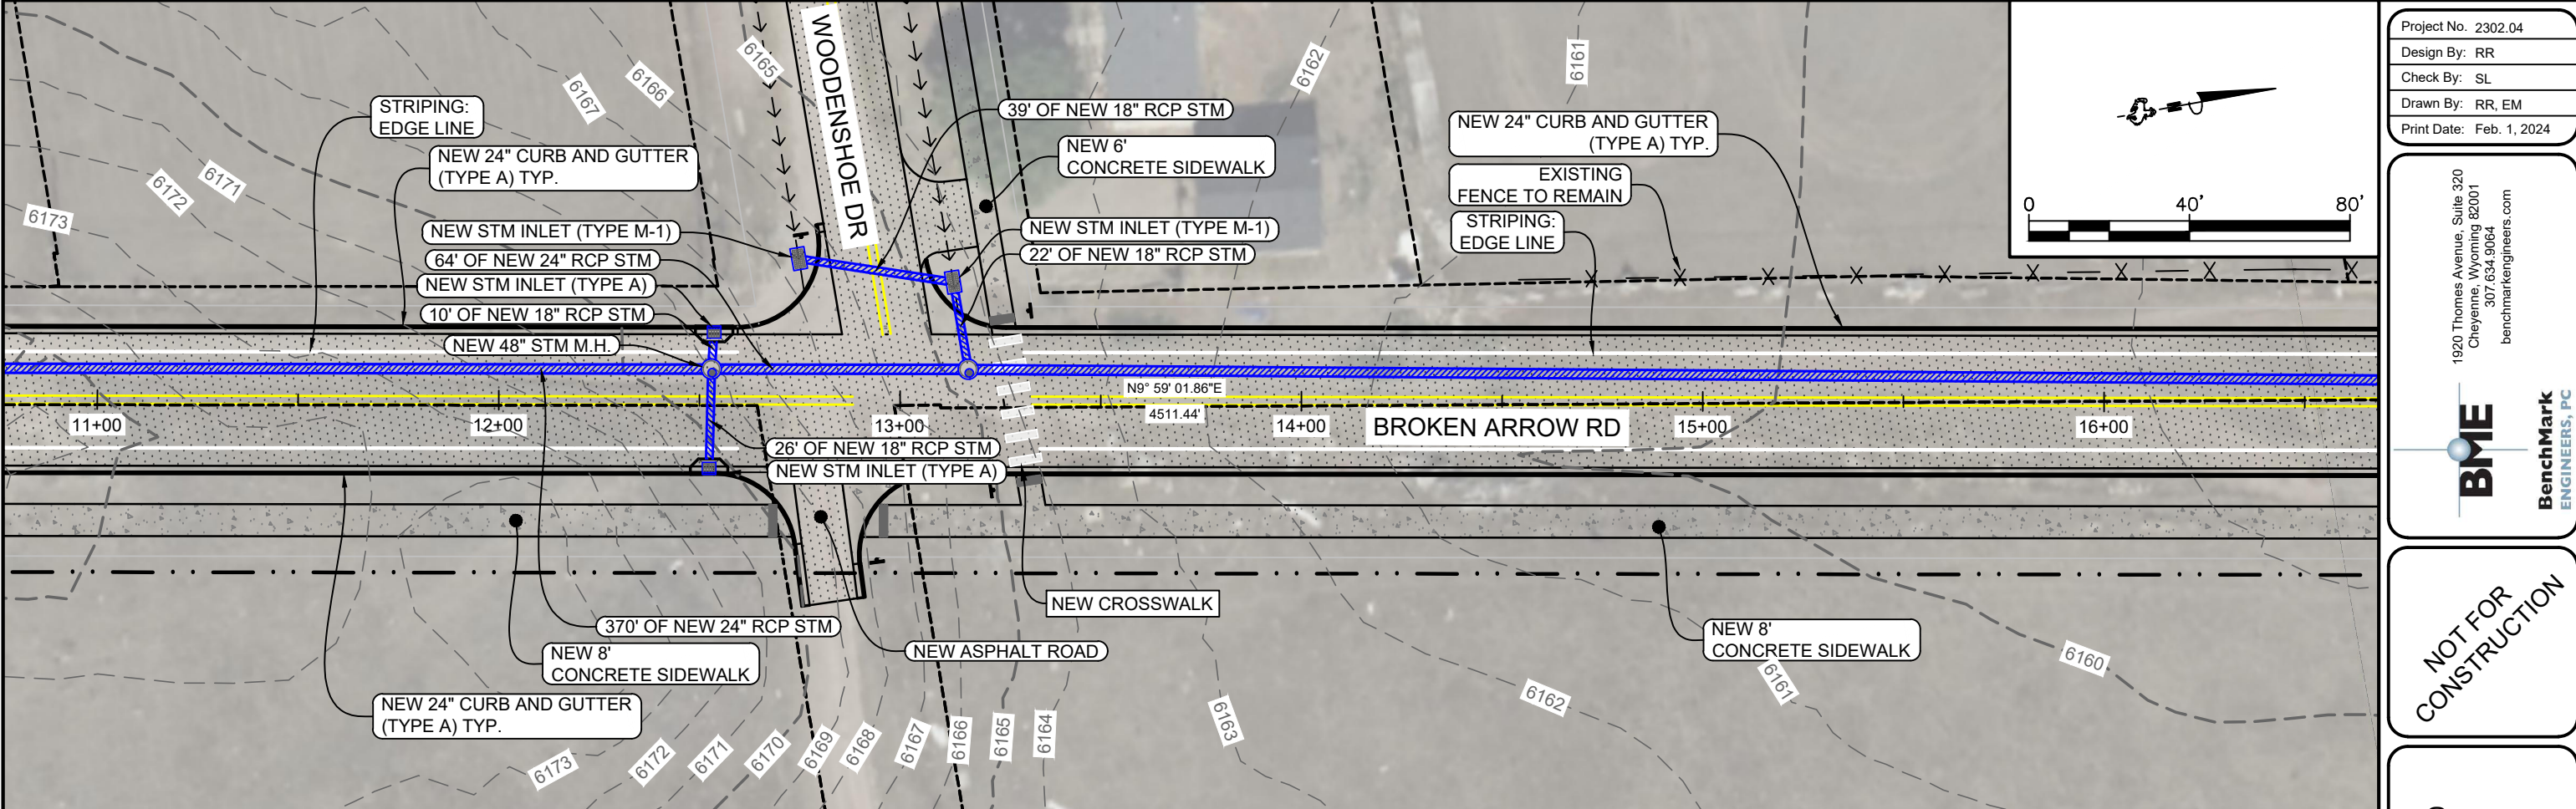 WOODENSHOE DR
6165
6166
6167
6171
6172
6173
6162
6161
STRIPING:
EDGE LINE
NEW 24" CURB AND GUTTER
(TYPE A) TYP.
NEW STM INLET (TYPE M-1)
64' OF NEW 24" RCP STM
NEW STM INLET (TYPE A)
10' OF NEW 18" RCP STM
NEW 48" STM M.H.
39' OF NEW 18" RCP STM
NEW 6'
CONCRETE SIDEWALK
NEW STM INLET (TYPE M-1)
22' OF NEW 18" RCP STM
NEW 24" CURB AND GUTTER
(TYPE A) TYP.
EXISTING
FENCE TO REMAIN
STRIPING:
EDGE LINE
0
40'
80'
N9° 59' 01.86"E
4511.44'
11+00
12+00
13+00
14+00
BROKEN ARROW RD
15+00
16+00
26' OF NEW 18" RCP STM
NEW STM INLET (TYPE A)
NEW CROSSWALK
370' OF NEW 24" RCP STM
NEW 8'
CONCRETE SIDEWALK
NEW ASPHALT ROAD
NEW 8'
CONCRETE SIDEWALK
NEW 24" CURB AND GUTTER
(TYPE A) TYP.
6173
6172
6171
6170
6169
6168
6167
6166
6165
6164
6163
6162
6161
6160
Project No. 2302.04
Design By: RR
Check By: SL
Drawn By: RR, EM
Print Date: Feb. 1, 2024
1920 Thomes Avenue, Suite 320
Cheyenne, Wyoming 82001
307.634.9064
benchmarkengineers.com
BME
BenchMark
ENGINEERS, PC
NOT FOR
CONSTRUCTION